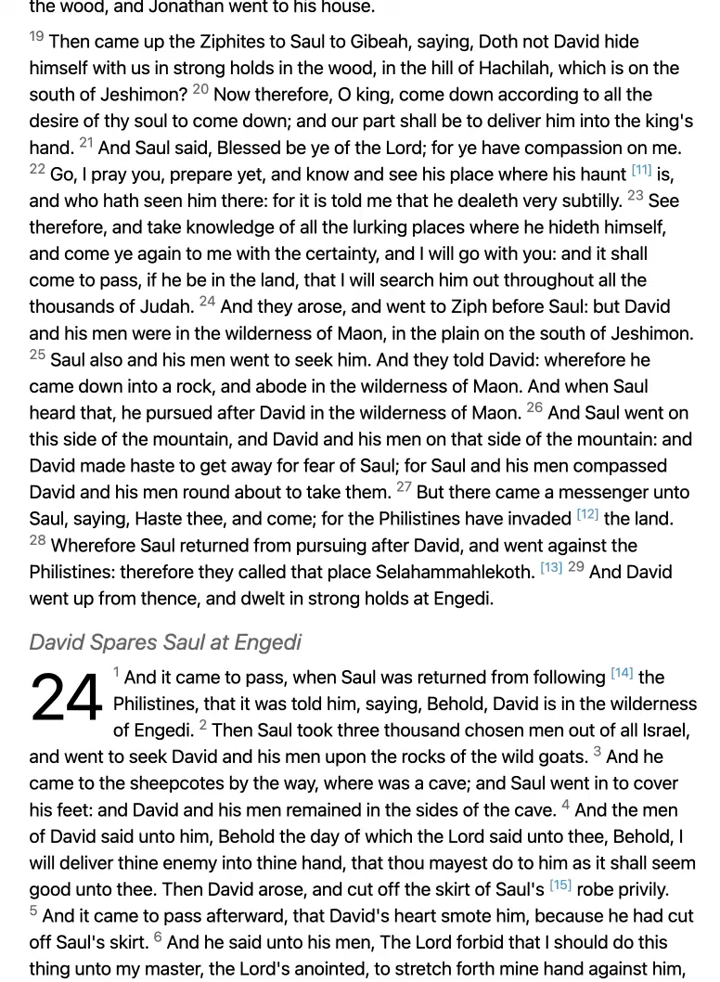 the wood, and Jonathan went to his house.
19 Then came up the Ziphites to Saul to Gibeah, saying, Doth not David hide
himself with us in strong holds in the wood, in the hill of Hachilah, which is on the
south of Jeshimon? 20 Now therefore, O king, come down according to all the
desire of thy soul to come down; and our part shall be to deliver him into the king's
hand. 21 And Saul said, Blessed be ye of the Lord; for ye have compassion on me.
22 Go, I pray you, prepare yet, and know and see his place where his haunt [11] is,
and who hath seen him there: for it is told me that he dealeth very subtilly. 23 See
therefore, and take knowledge of all the lurking places where he hideth himself,
and come ye again to me with the certainty, and I will go with you: and it shall
come to pass, if he be in the land, that I will search him out throughout all the
thousands of Judah. 24 And they arose, and went to Ziph before Saul: but David
and his men were in the wilderness of Maon, in the plain on the south of Jeshimon.
25 Saul also and his men went to seek him. And they told David: wherefore he
came down into a rock, and abode in the wilderness of Maon. And when Saul
heard that, he pursued after David in the wilderness of Maon. 26 And Saul went on
this side of the mountain, and David and his men on that side of the mountain: and
David made haste to get away for fear of Saul; for Saul and his men compassed
David and his men round about to take them. 27 But there came a messenger unto
Saul, saying, Haste thee, and come; for the Philistines have invaded [12] the land.
28 Wherefore Saul returned from pursuing after David, and went against the
Philistines: therefore they called that place Selahammahlekoth. [13] 29 And David
went up from thence, and dwelt in strong holds at Engedi.
David Spares Saul at Engedi
24 1 And it came to pass, when Saul was returned from following [14] the
Philistines, that it was told him, saying, Behold, David is in the wilderness
of Engedi. 2 Then Saul took three thousand chosen men out of all Israel,
and went to seek David and his men upon the rocks of the wild goats. 3 And he
came to the sheepcotes by the way, where was a cave; and Saul went in to cover
his feet: and David and his men remained in the sides of the cave. 4 And the men
of David said unto him, Behold the day of which the Lord said unto thee, Behold, I
will deliver thine enemy into thine hand, that thou mayest do to him as it shall seem
good unto thee. Then David arose, and cut off the skirt of Saul's [15] robe privily.
5 And it came to pass afterward, that David's heart smote him, because he had cut
off Saul's skirt. 6 And he said unto his men, The Lord forbid that I should do this
thing unto my master, the Lord's anointed, to stretch forth mine hand against him,